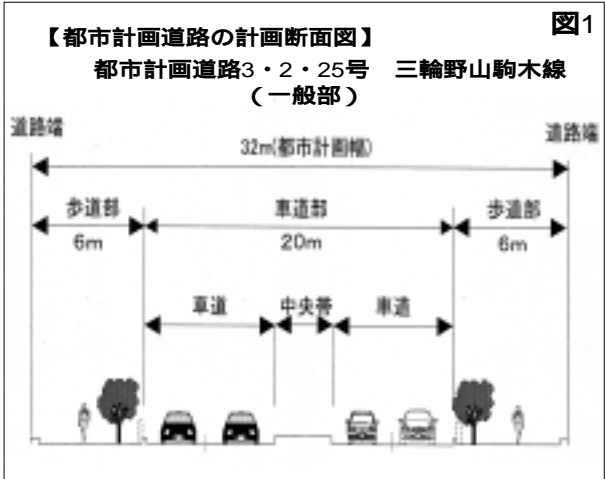 図1
【都市計画道路の計画断面図】
都市計画道路3・2・25号 三輪野山駒木線
(一般部)
道路端 道路端
32m(都市計画幅)
歩道部 車道部 歩道部
6m 20m 6m
車道 中央帯 車道